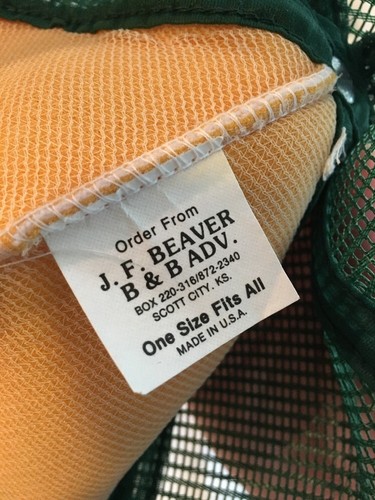 Order From
J. F. BEAVER
B & B ADV.
BOX 220-316/872-2340
SCOTT CITY, KS.
One Size Fits All
MADE IN U.S.A.